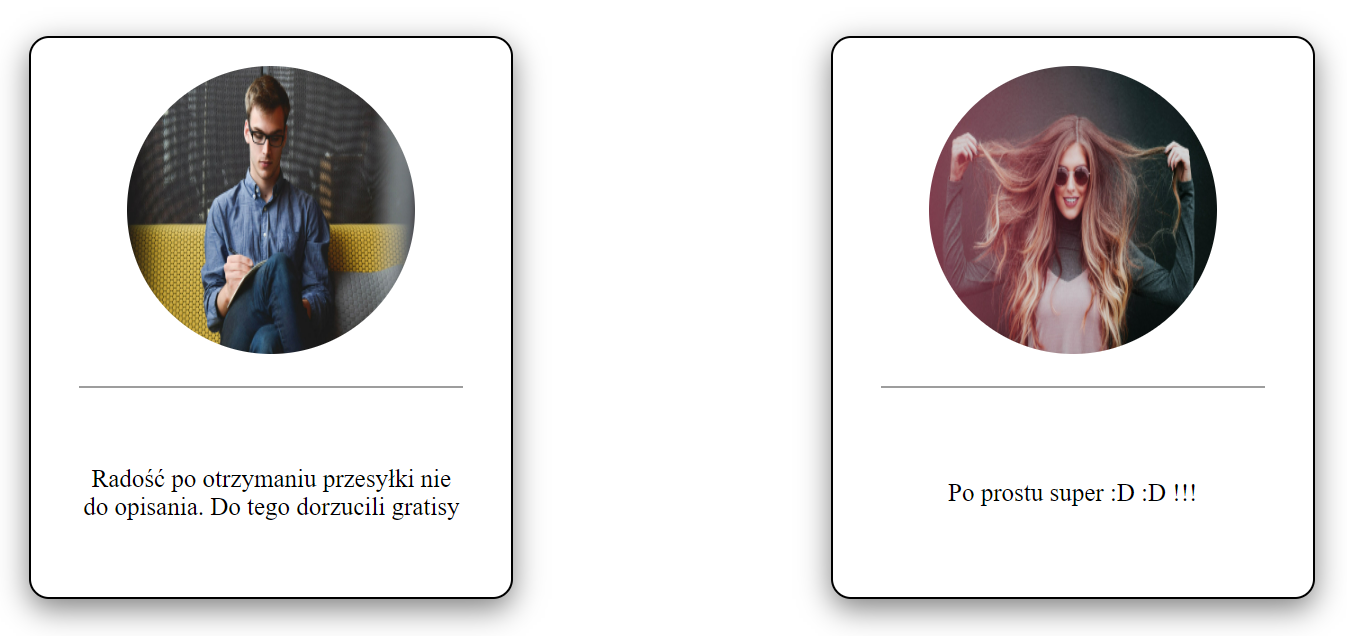 Radość po otrzymaniu przesyłki nie
do opisania. Do tego dorzucili gratisy
Po prostu super :D :D !!!